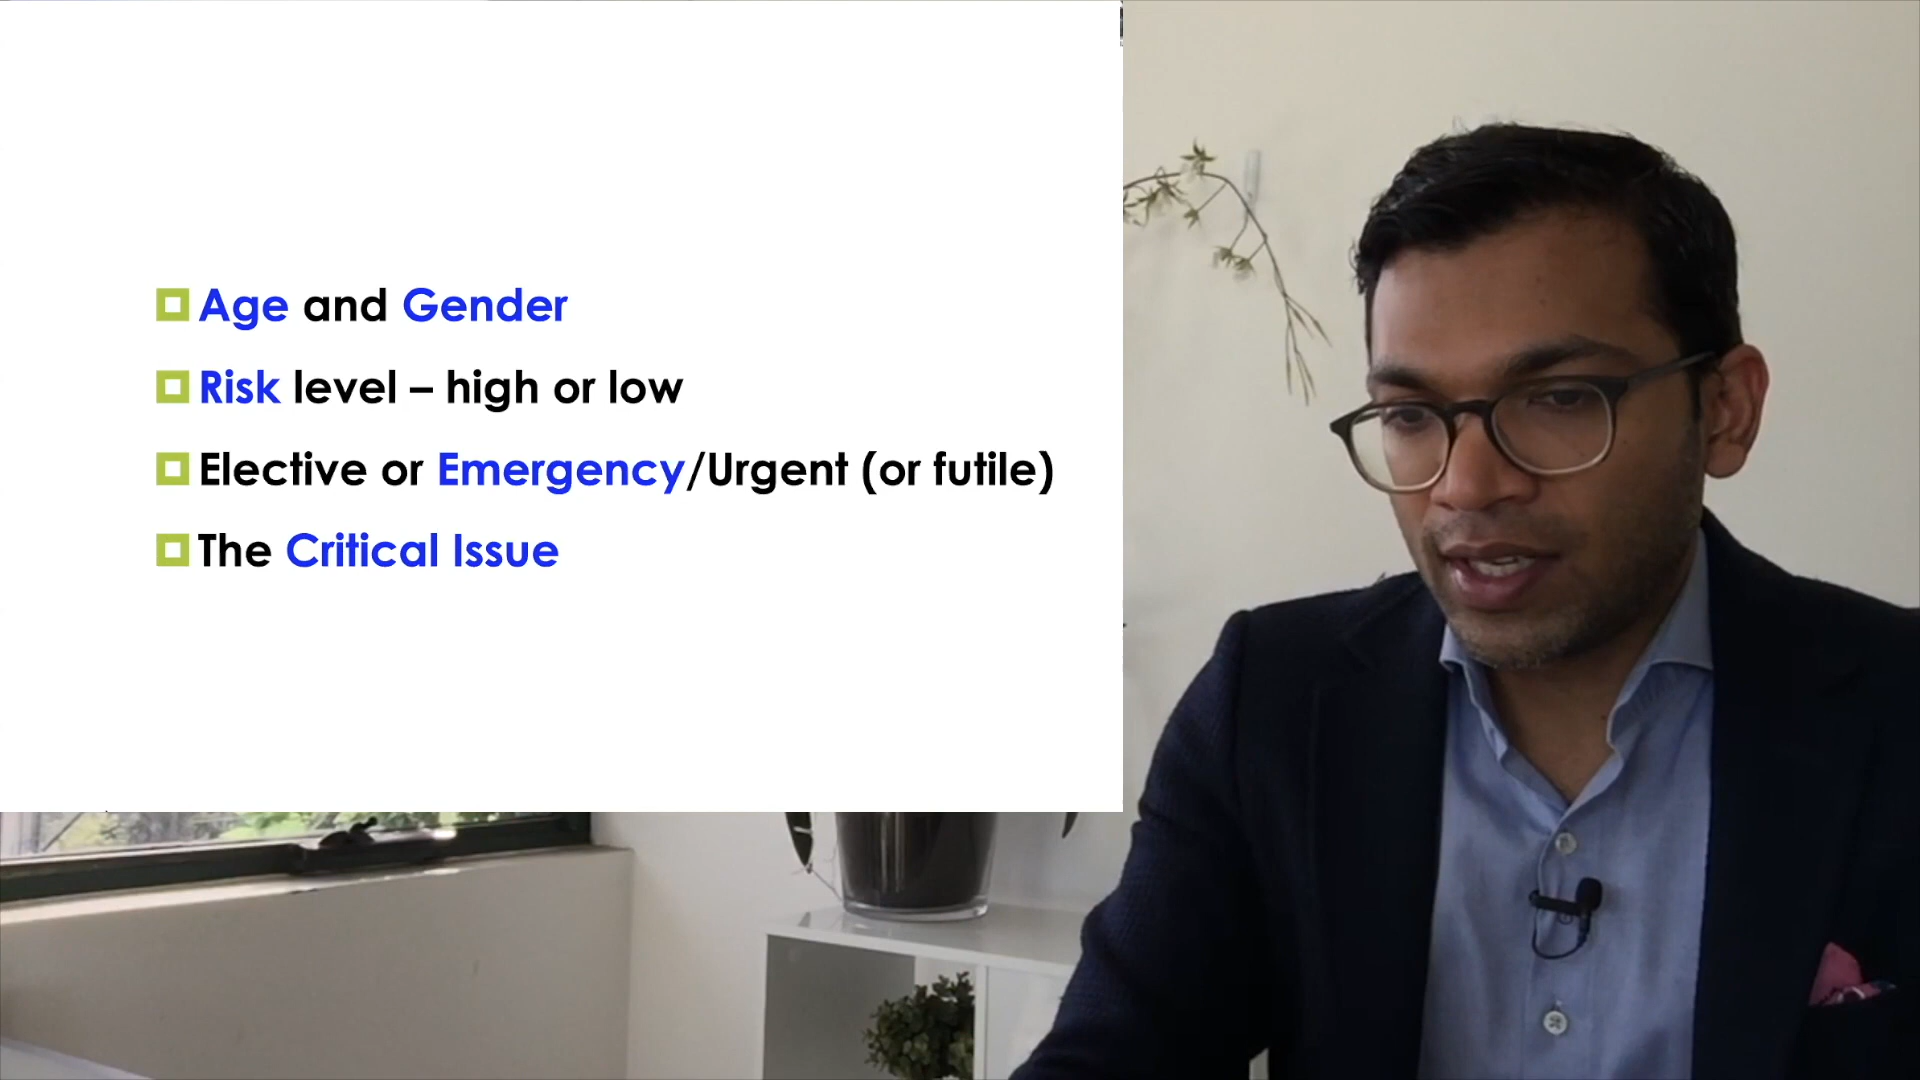 Age and Gender
Risk level – high or low
Elective or Emergency/Urgent (or futile)
The Critical Issue